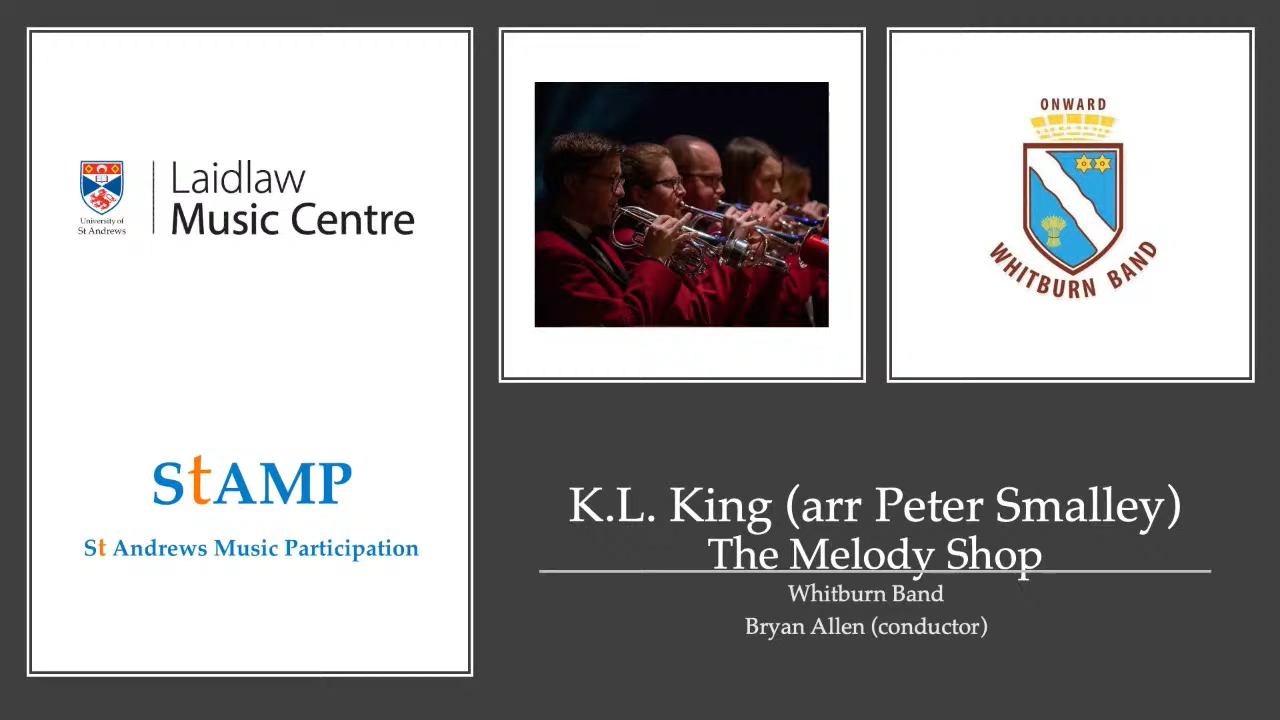 University of
St Andrews
Laidlaw
Music Centre
StAMP
St Andrews Music Participation
ONWARD
WHITBURN BAND
K.L. King (arr Peter Smalley)
The Melody Shop
Whitburn Band
Bryan Allen (conductor)